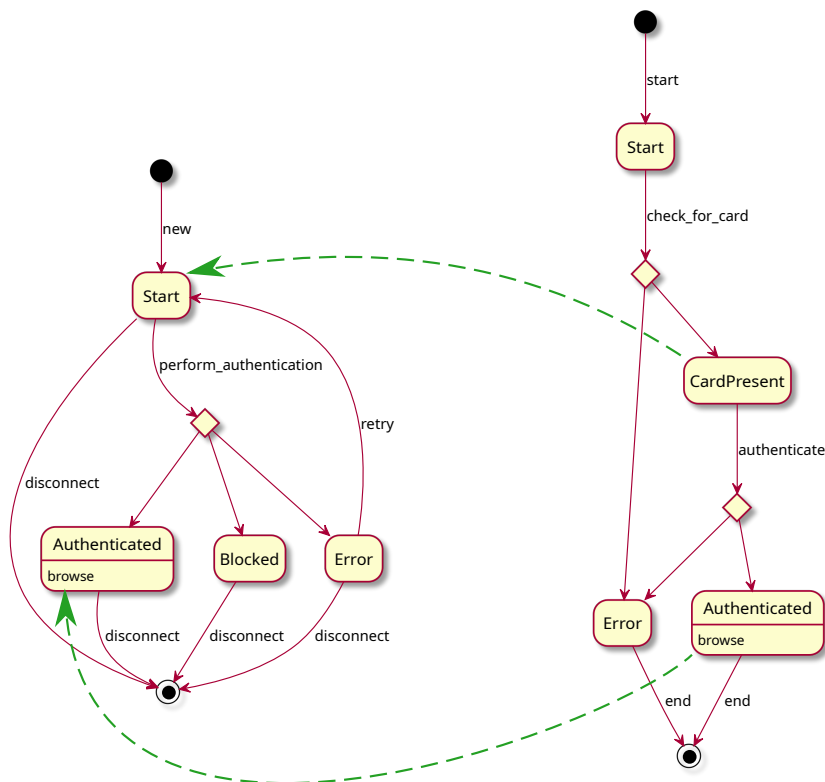 start
Start
check_for_card
new
Start
CardPresent
perform_authentication
retry
authenticate
disconnect
Authenticated
browse
Blocked
Error
Error
Authenticated
browse
disconnect
disconnect
disconnect
end
end